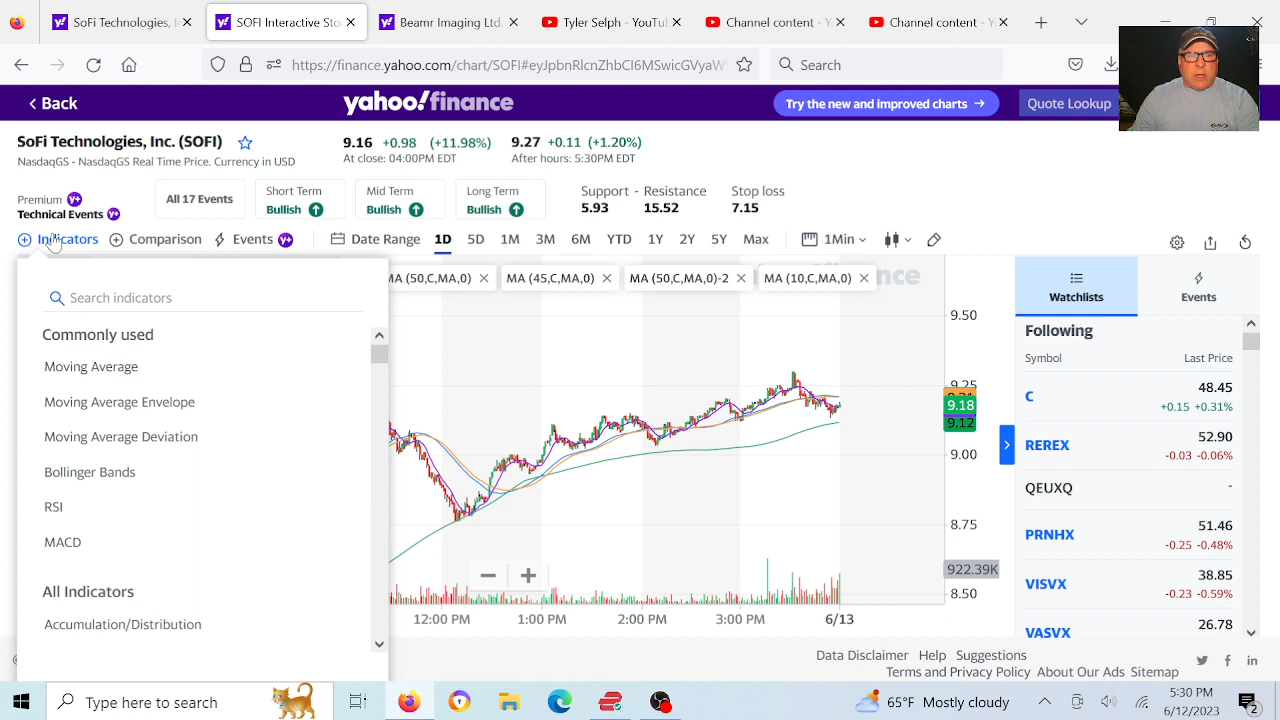 SoFi Technologies, Inc. (SOFI)
SOFI Interactive Sto
Managing Ltd.
Speech - YouTu
Channel content - Y
Channel content - Y
https://finance.yahoo.com/chart/SOFI#eyJpbnRlcnZhbCI6MSwicGVyaW
Search
Back
yahoo!finance
Try the new and improved charts →
Quote Lookup
SoFi Technologies, Inc. (SOFI)
9.16 +0.98 (+11.98%)
9.27 +0.11 (+1.20%)
NasdaqGS - NasdaqGS Real Time Price. Currency in USD
At close: 04:00PM EDT
After hours: 5:30PM EDT
Premium Y+
Technical Events Y+
All 17 Events
Short Term
Bullish
Mid Term
Bullish
Long Term
Bullish
Support - Resistance
5.93 15.52
Stop loss
7.15
Indicators
Comparison
Events Y+
Date Range
1D 5D 1M 3M 6M YTD 1Y 2Y 5Y Max
1Min
Search indicators
Commonly used
Moving Average
Moving Average Envelope
Moving Average Deviation
Bollinger Bands
RSI
MACD
All Indicators
Accumulation/Distribution
MA (50,C,MA,0)
MA (45,C,MA,0)
MA (50,C,MA,0)-2
MA (10,C,MA,0)
9.50
9.25
9.18
9.12
9.00
8.75
922.39K
8.50
12:00 PM 1:00 PM 2:00 PM 3:00 PM 6/13
Watchlists
Events
Following
Symbol Last Price
C 48.45
+0.15 +0.31%
REREX 52.90
-0.03 -0.06%
QEUXQ -
PRNHX 51.46
-0.25 -0.48%
VISVX 38.85
-0.23 -0.59%
VASVX 26.78
Data Disclaimer Help Suggestions
Terms and Privacy Policy About Our Ads Sitemap
Type here to search
65°F Mostly cloudy
5:30 PM
6/12/2023
2